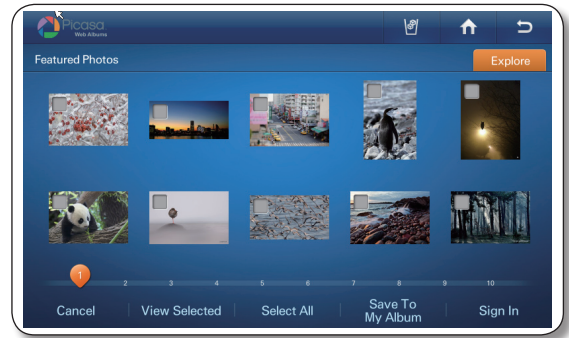 Picasa
Web Albums
Featured Photos
Explore
1 2 3 4 5 6 7 8 9 10
Cancel
View Selected
Select All
Save To
My Album
Sign In